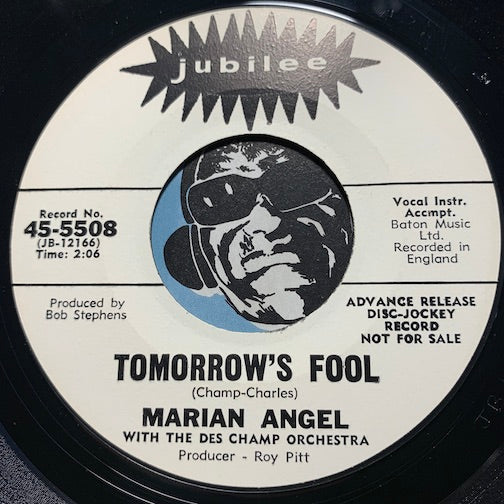 jubilee
Record No.
45-5508
(JB-12166)
Time: 2:06
Vocal Instr.
Accmpt.
Baton Music
Ltd.
Recorded in
England
Produced by
Bob Stephens
ADVANCE RELEASE
DISC-JOCKEY
RECORD
NOT FOR SALE
TOMORROW'S FOOL
(Champ-Charles)
MARIAN ANGEL
WITH THE DES CHAMP ORCHESTRA
Producer - Roy Pitt